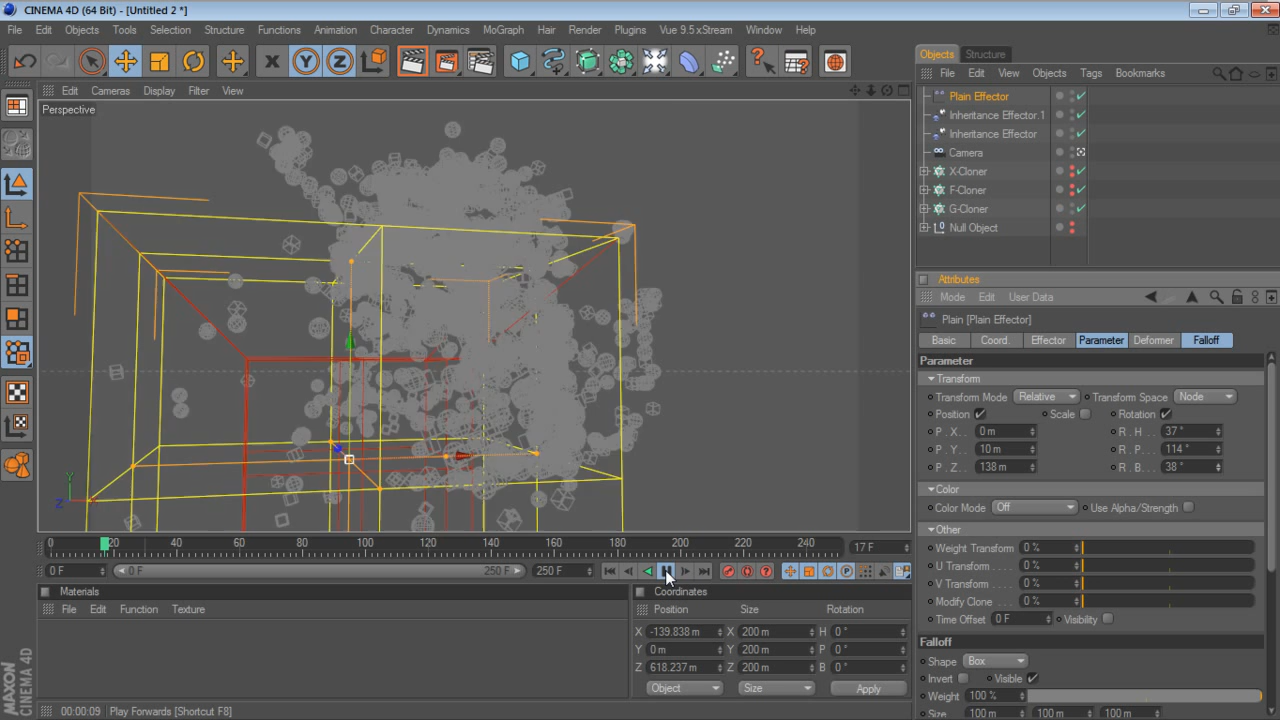 CINEMA 4D (64 Bit) - [Untitled 2 *]
File Edit Objects Tools Selection Structure Functions Animation Character Dynamics MoGraph Hair Render Plugins Vue 9.5 xStream Window Help
Objects Structure
File Edit View Objects Tags Bookmarks
Edit Cameras Display Filter View
Perspective
Plain Effector
Inheritance Effector.1
Inheritance Effector
Camera
X-Cloner
F-Cloner
G-Cloner
Null Object
Attributes
Mode Edit User Data
Plain [Plain Effector]
Basic Coord. Effector Parameter Deformer Falloff
Parameter
Transform
Transform Mode Relative Transform Space Node
Position Scale Rotation
P . X . . 0 m R . H 37 °
P . Y . . 10 m R . P 114 °
P . Z . . 138 m R . B 38 °
Color
Color Mode Off Use Alpha/Strength
Other
Weight Transform 0 %
U Transform . . . . 0 %
V Transform . . . . 0 %
Modify Clone . . . 0 %
Time Offset 0 F Visibility
Falloff
Shape Box
Invert Visible
Weight 100 %
Size 100 m 100 m 100 m
Y
Z
0 20 40 60 80 100 120 140 160 180 200 220 240 17 F
0 F 0 F 250 F 250 F
Materials
File Edit Function Texture
Coordinates
Position Size Rotation
X -139.838 m X 200 m H 0 °
Y 0 m Y 200 m P 0 °
Z 618.237 m Z 200 m B 0 °
Object Size Apply
MAXON
CINEMA 4D
00:00:09 Play Forwards [Shortcut F8]